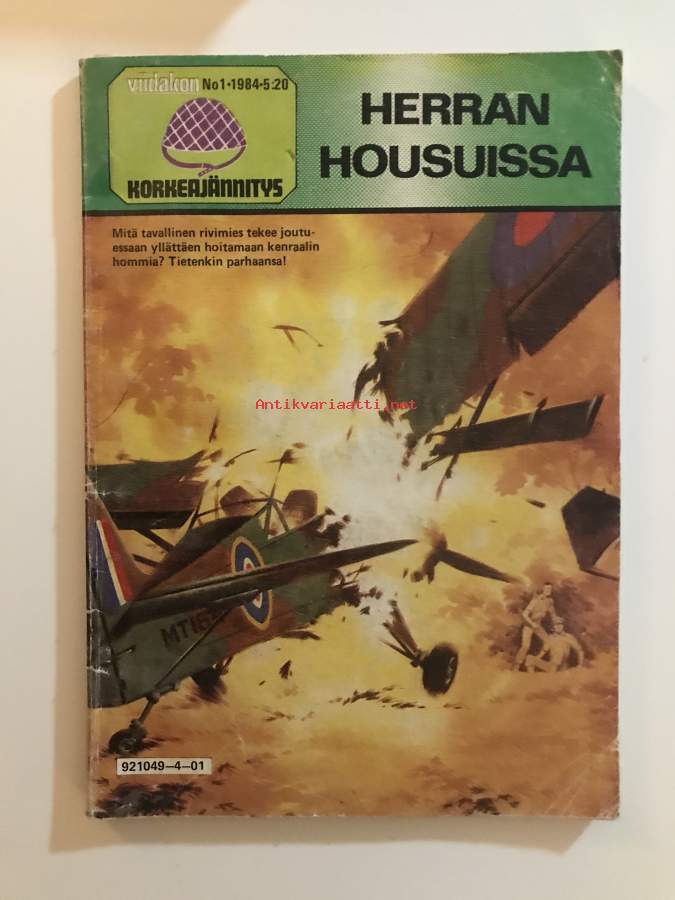 viidakon No1•1984•5:20
KORKEAJÄNNITYS
HERRAN
HOUSUISSA
Mitä tavallinen rivimies tekee joutu-
essaan yllättäen hoitamaan kenraalin
hommia? Tietenkin parhaansa!
Antikvariaatti.net
MT16
921049-4-01